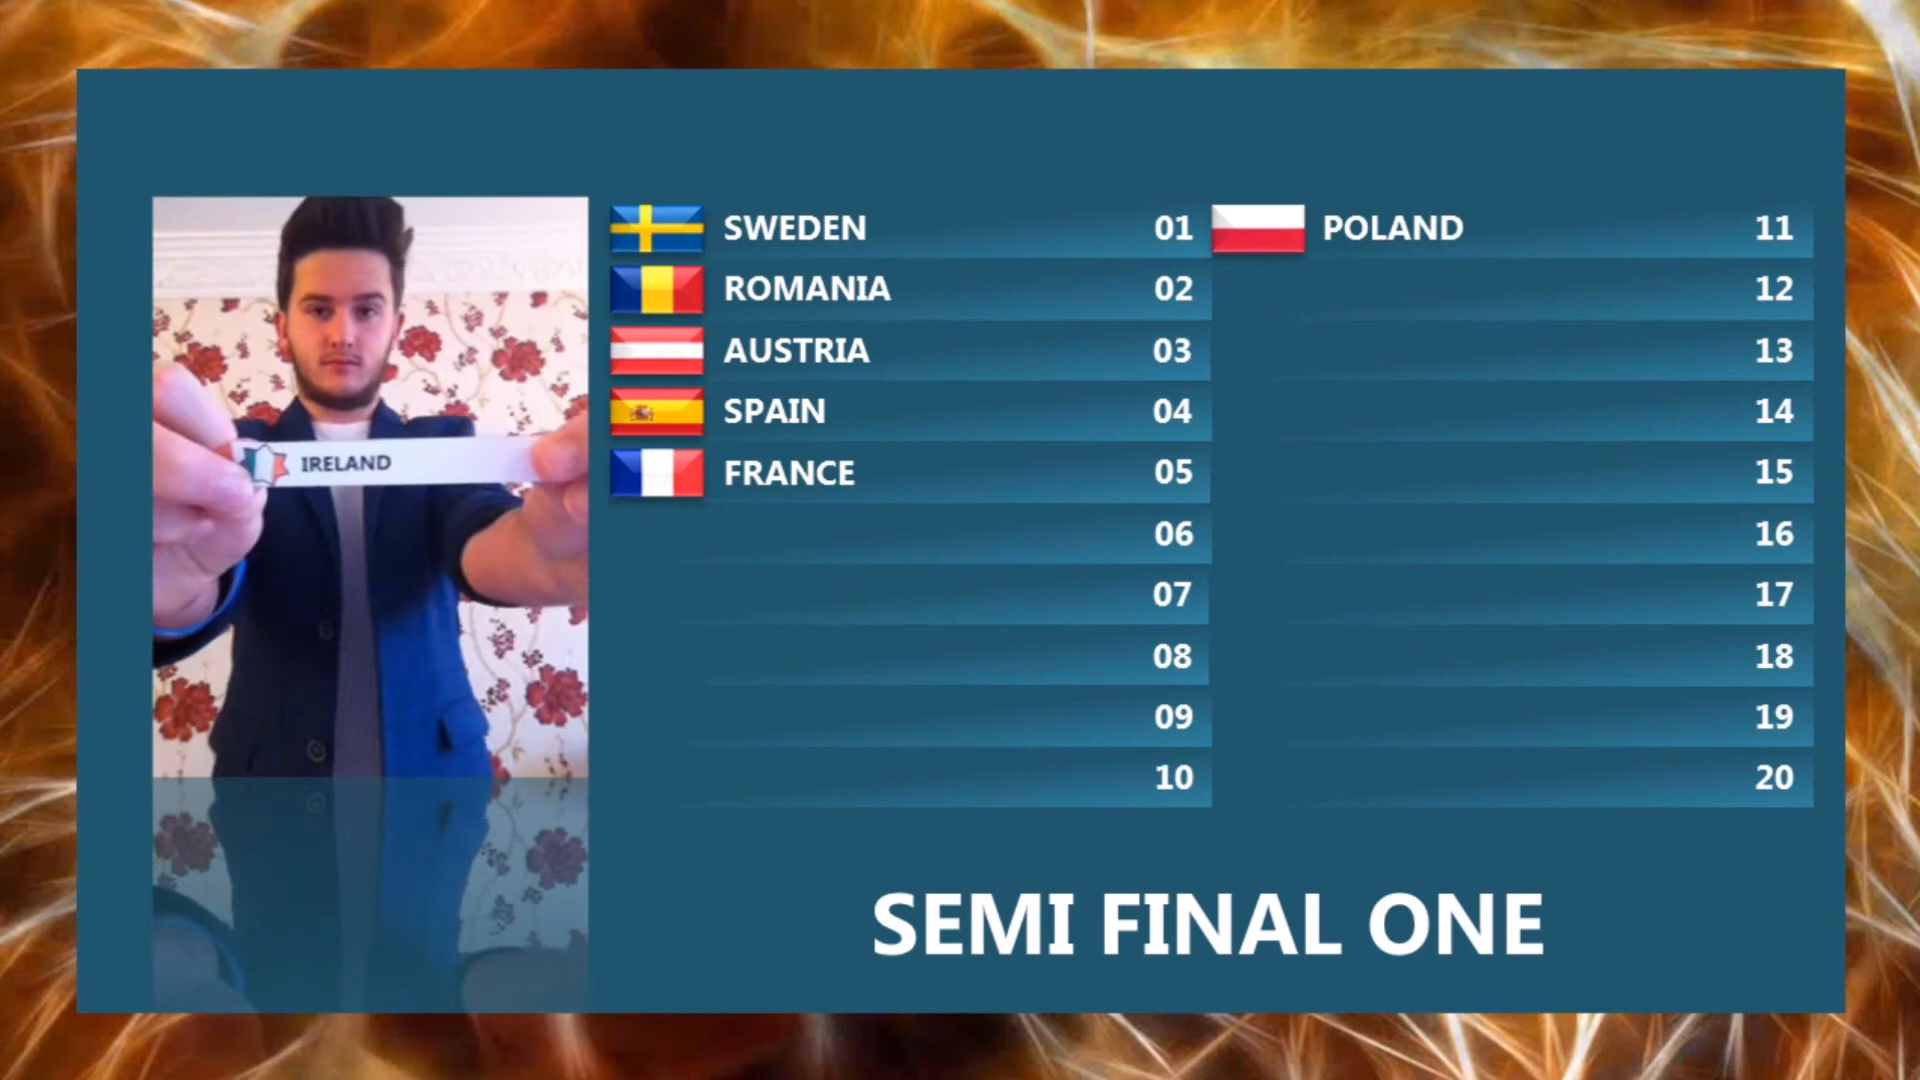 IRELAND
SWEDEN 01
ROMANIA 02
AUSTRIA 03
SPAIN 04
FRANCE 05
06
07
08
09
10
POLAND 11
12
13
14
15
16
17
18
19
20
SEMI FINAL ONE